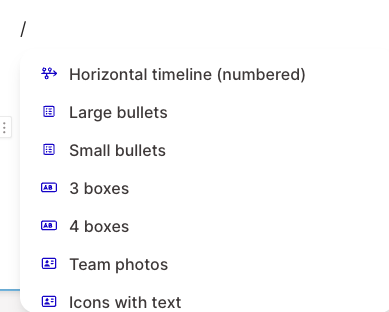 /
Horizontal timeline (numbered)
Large bullets
Small bullets
3 boxes
4 boxes
Team photos
Icons with text